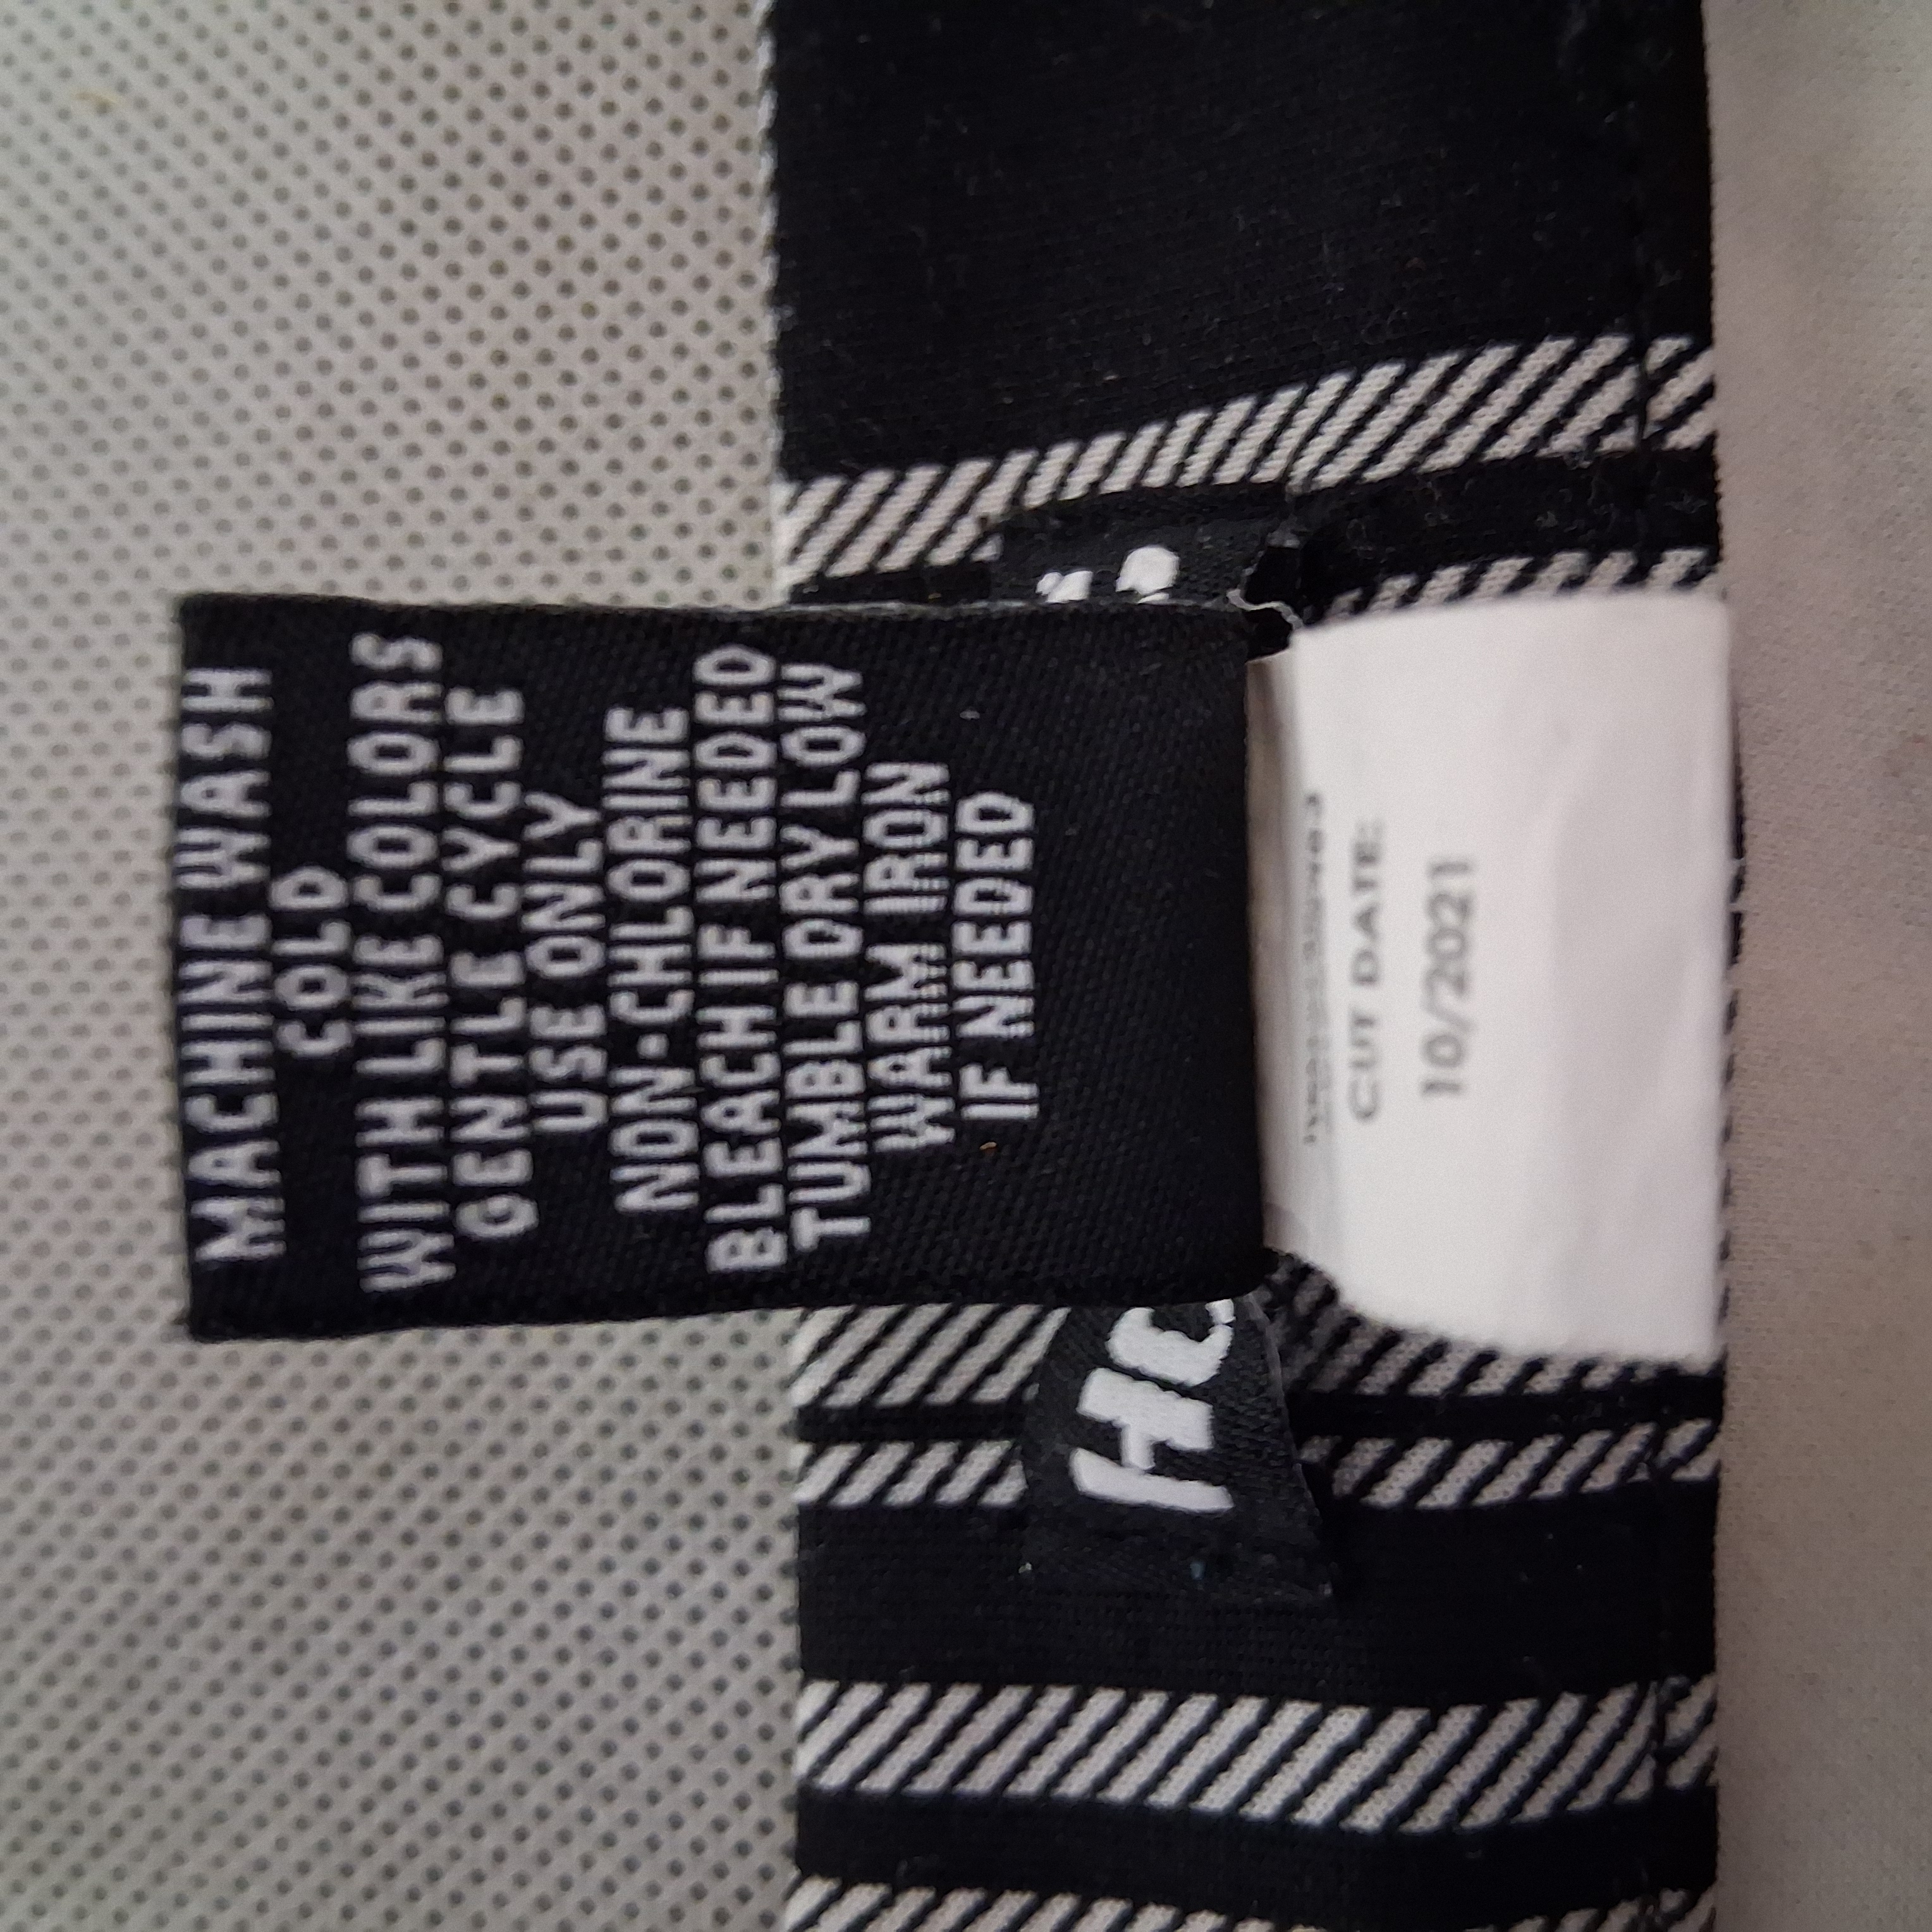 MACHINE WASH
COLD
WITH LIKE COLORS
GENTLE CYCLE
USE ONLY
NON-CHLORINE
BLEACH IF NEEDED
TUMBLE DRY LOW
WARM IRON
IF NEEDED
CUT DATE:
10/2021